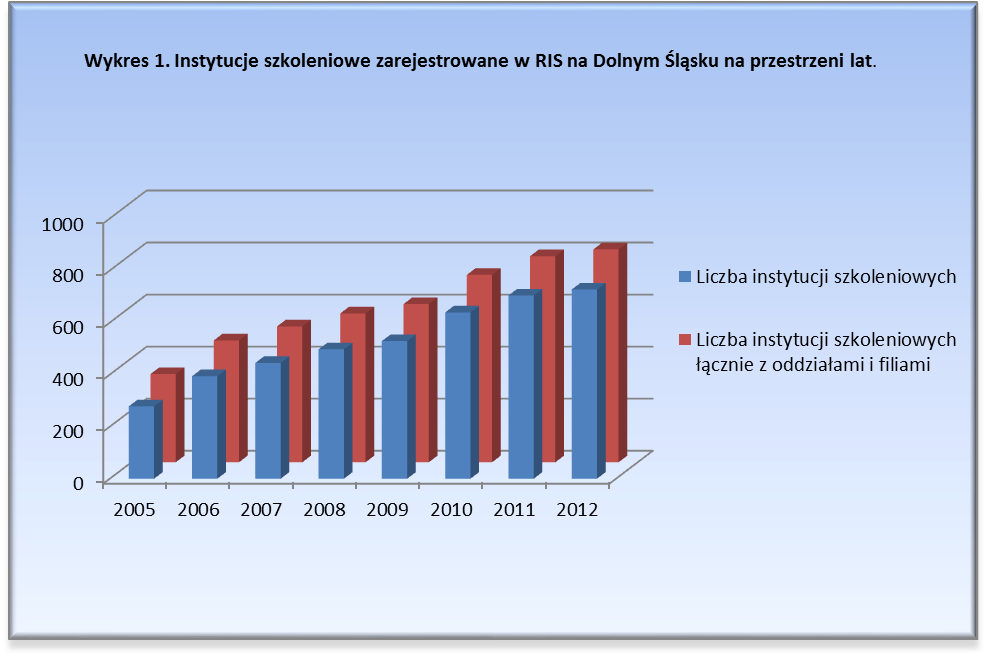 Wykres 1. Instytucje szkoleniowe zarejestrowane w RIS na Dolnym Śląsku na przestrzeni lat.
1000
800
600
400
200
0
2005 2006 2007 2008 2009 2010 2011 2012
Liczba instytucji szkoleniowych
Liczba instytucji szkoleniowych
łącznie z oddziałami i filiami